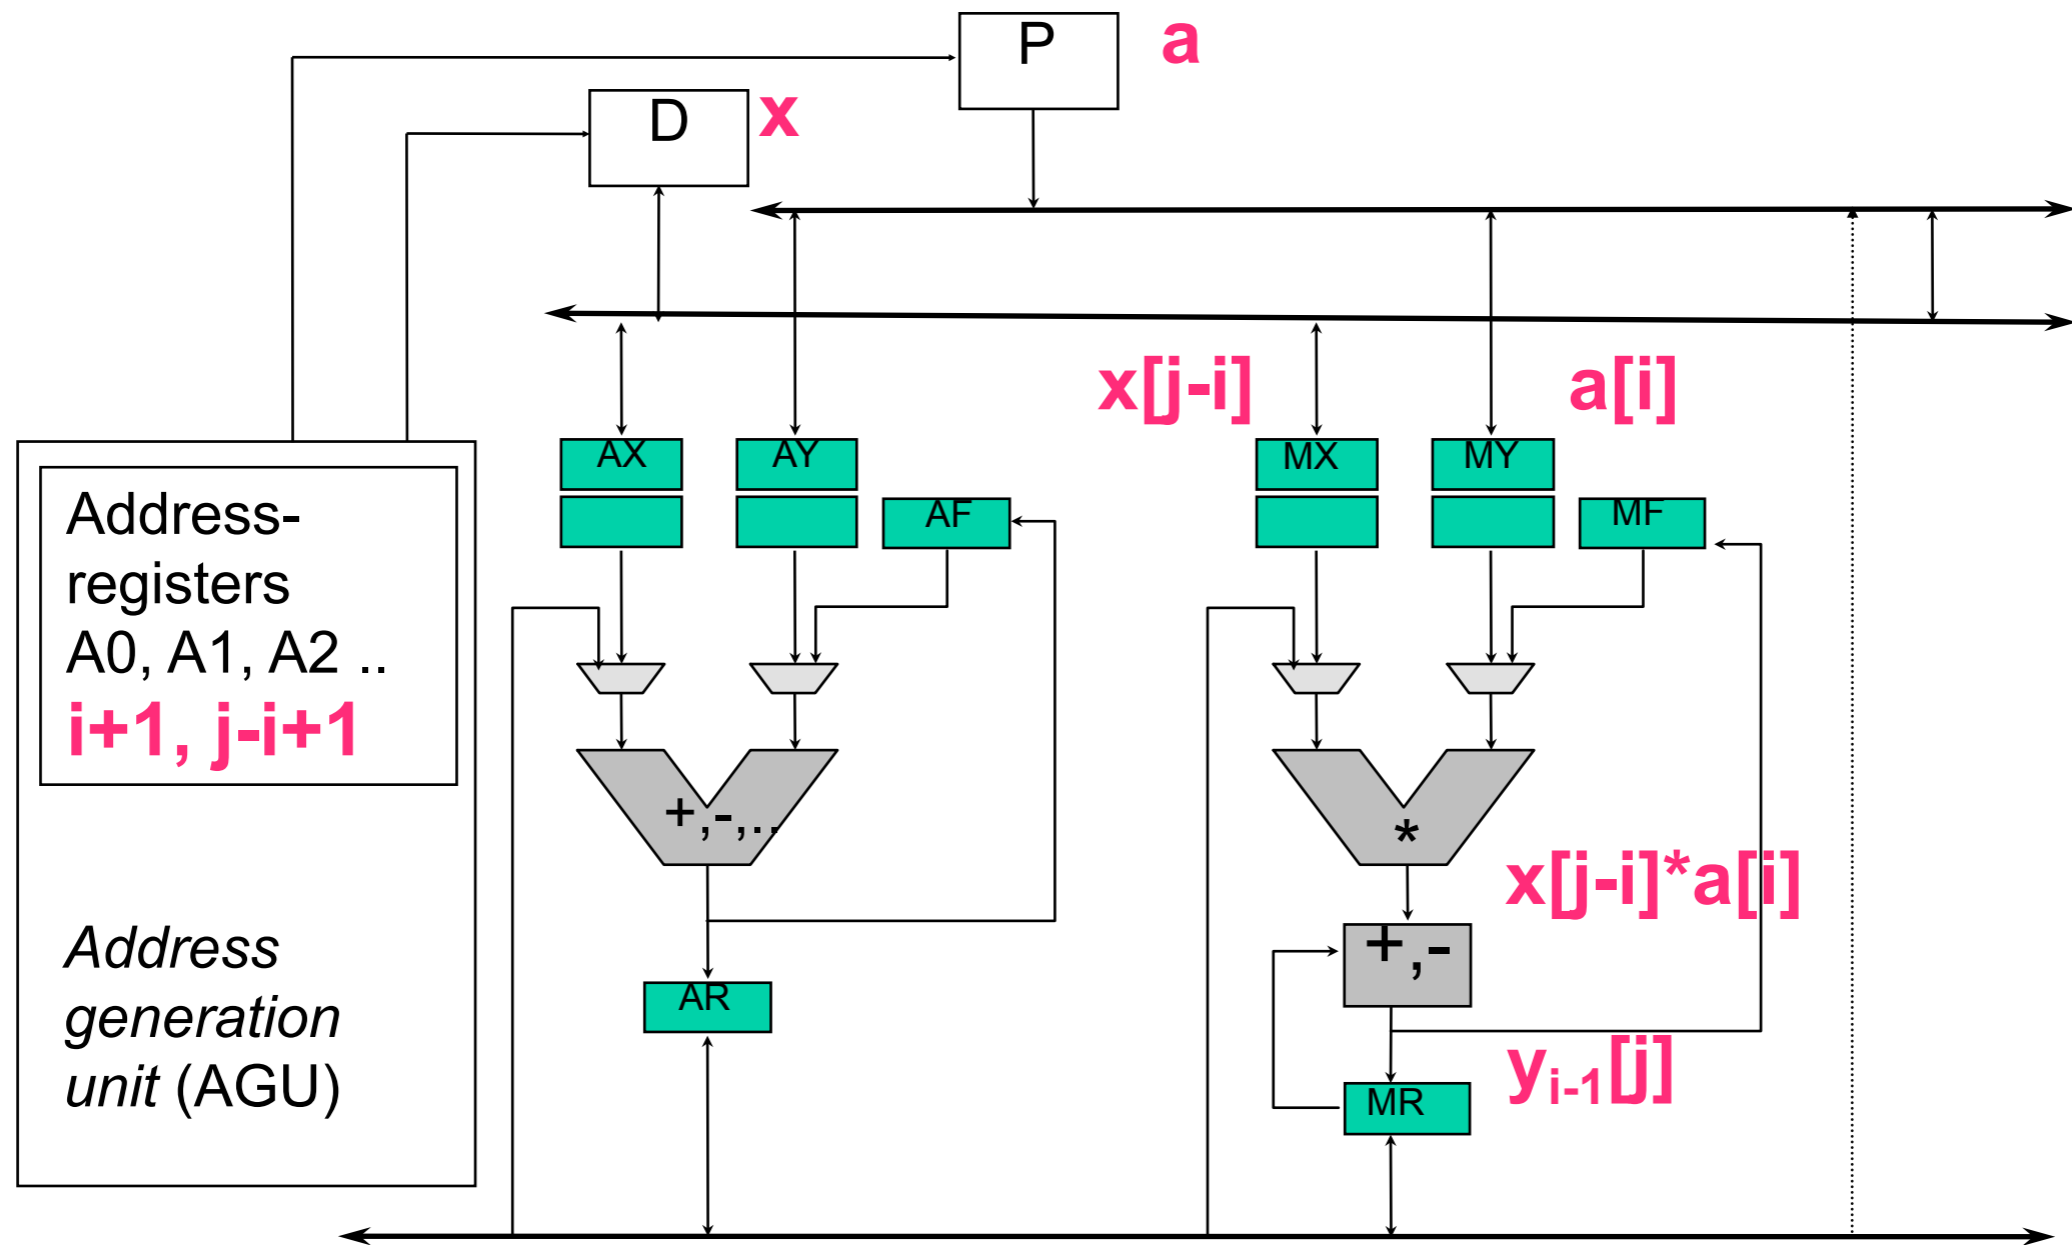 P
a
D
x
x[j-i]
a[i]
AX
AY
AF
MX
MY
MF
Address-
registers
A0, A1, A2 ..
i+1, j-i+1
+,-,..
*
x[j-i]*a[i]
+,-
Address
generation
unit (AGU)
AR
yi-1[j]
MR